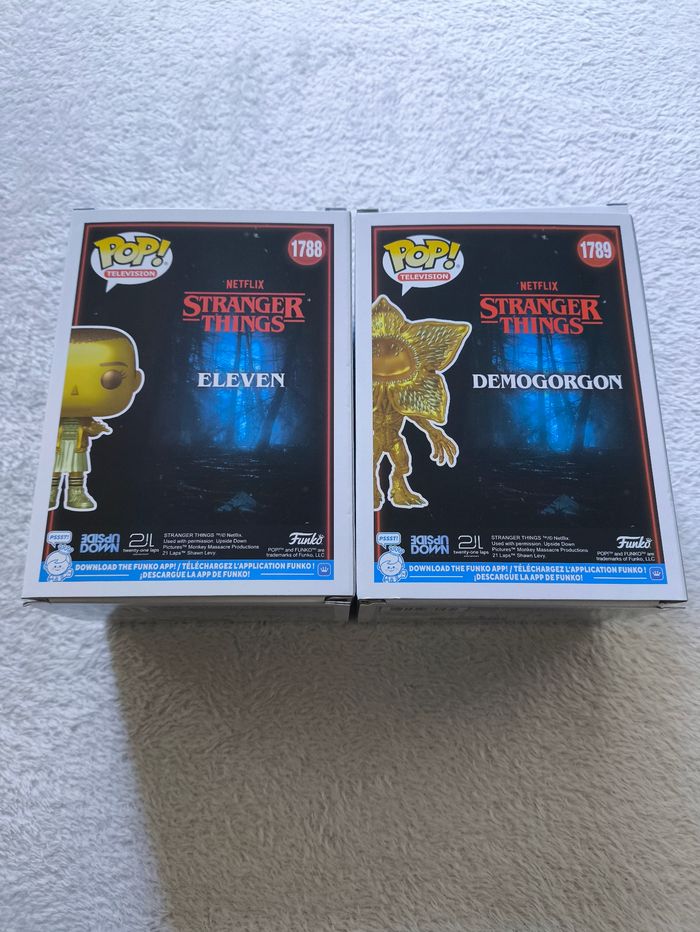 POP!
TELEVISION
1788
NETFLIX
STRANGER
THINGS
ELEVEN
PSSST!
UPSIDE
DOWN
21L
twenty-one laps
STRANGER THINGS ™/© Netflix.
Used with permission. Upside Down
Pictures™ Monkey Massacre Productions
21 Laps™ Shawn Levy
Funko
POP!™ and FUNKO™ are
trademarks of Funko, LLC
DOWNLOAD THE FUNKO APP! / TÉLÉCHARGEZ L'APPLICATION FUNKO !
¡DESCARGUE LA APP DE FUNKO!
POP!
TELEVISION
1789
NETFLIX
STRANGER
THINGS
DEMOGORGON
PSSST!
UPSIDE
DOWN
21L
twenty-one laps
STRANGER THINGS ™/© Netflix.
Used with permission. Upside Down
Pictures™ Monkey Massacre Productions
21 Laps™ Shawn Levy
Funko
POP!™ and FUNKO™ are
trademarks of Funko, LLC
DOWNLOAD THE FUNKO APP! / TÉLÉCHARGEZ L'APPLICATION FUNKO !
¡DESCARGUE LA APP DE FUNKO!